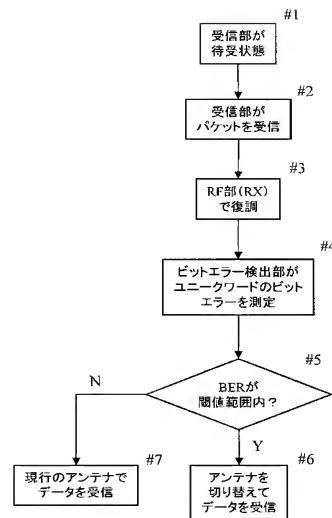 #1
受信部が
待受状態
#2
受信部が
パケットを受信
#3
RF部(RX)
で復調
#4
ビットエラー検出部が
ユニークワードのビット
エラーを測定
#5
BERが
閾値範囲内?
N
Y
#7
現行のアンテナで
データを受信
#6
アンテナを
切り替えて
データを受信